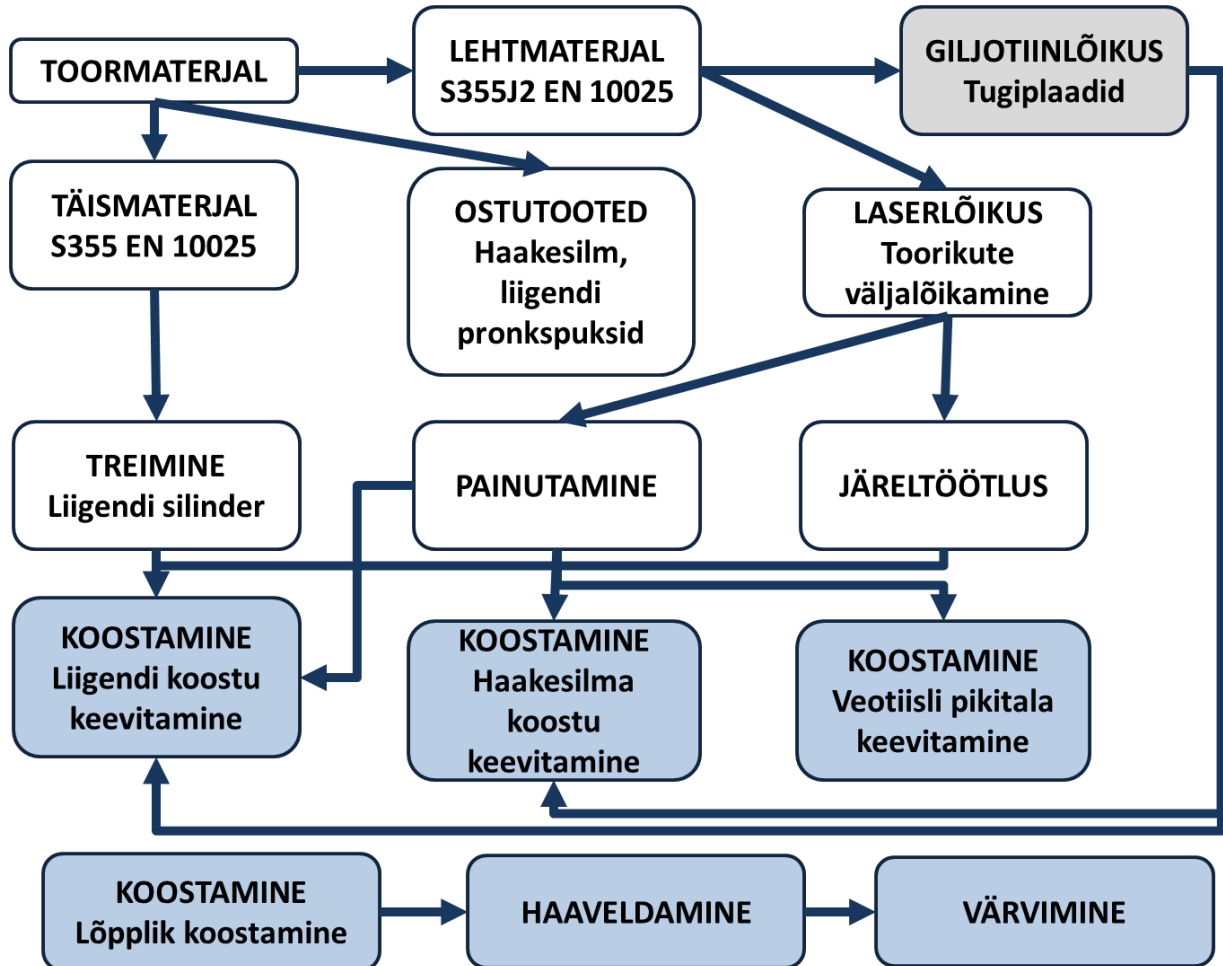 TOORMATERJAL
LEHTMATERJAL
S355J2 EN 10025
GILJOTIINLÕIKUS
Tugiplaadid
TÄISMATERJAL
S355 EN 10025
OSTUTOOTED
Haakesilm,
liigendi
pronkspuksid
LASERLÕIKUS
Toorikute
väljalõikamine
TREIMINE
Liigendi silinder
PAINUTAMINE
JÄRELTÖÖTLUS
KOOSTAMINE
Liigendi koostu
keevitamine
KOOSTAMINE
Haakesilma
koostu
keevitamine
KOOSTAMINE
Veotiisli pikitala
keevitamine
KOOSTAMINE
Lõpplik koostamine
HAAVELDAMINE
VÄRVIMINE